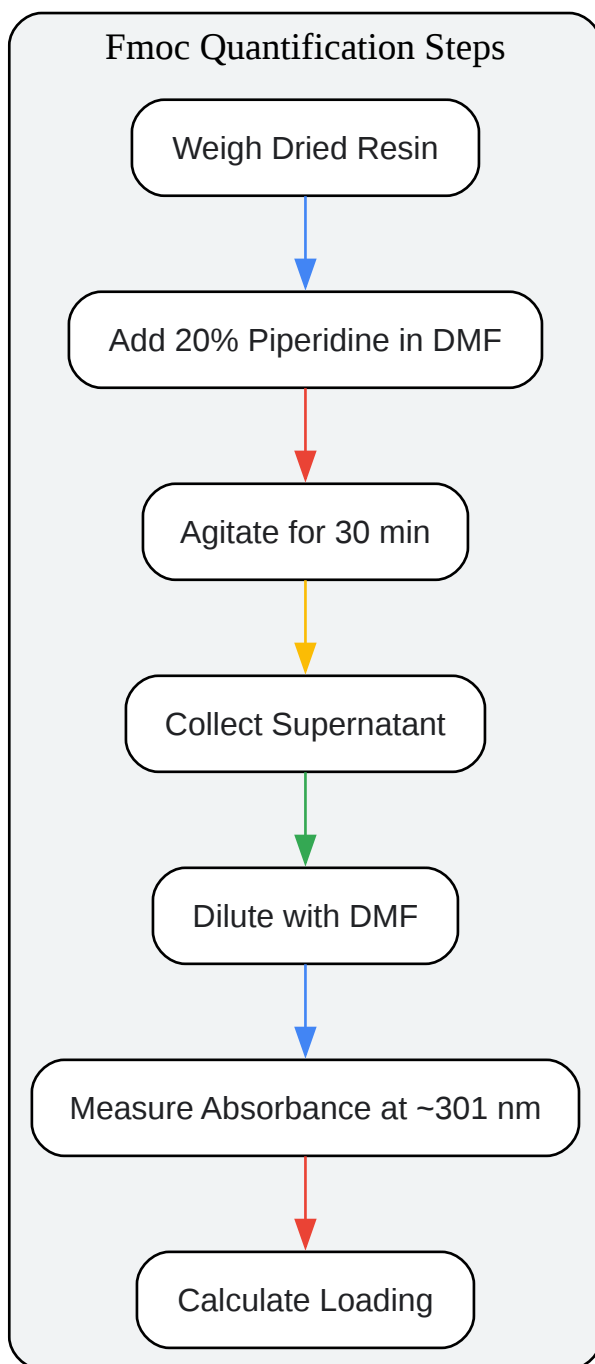 Fmoc Quantification Steps
Weigh Dried Resin
Add 20% Piperidine in DMF
Agitate for 30 min
Collect Supernatant
Dilute with DMF
Measure Absorbance at ~301 nm
Calculate Loading